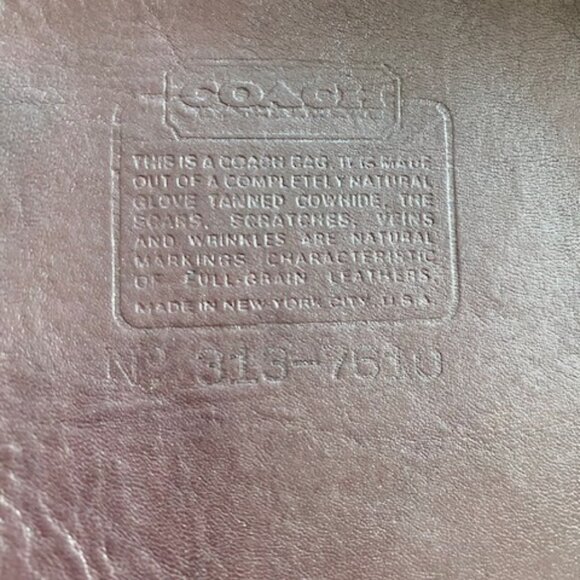 COACH
THIS IS A COACH BAG. IT IS MADE
OUT OF A COMPLETELY NATURAL
GLOVE TANNED COWHIDE, THE
SCARS, SCRATCHES, VEINS
AND WRINKLES ARE NATURAL
MARKINGS CHARACTERISTIC
OF FULL-GRAIN LEATHERS.
MADE IN NEW YORK CITY, U.S.A.
No. 313-7510